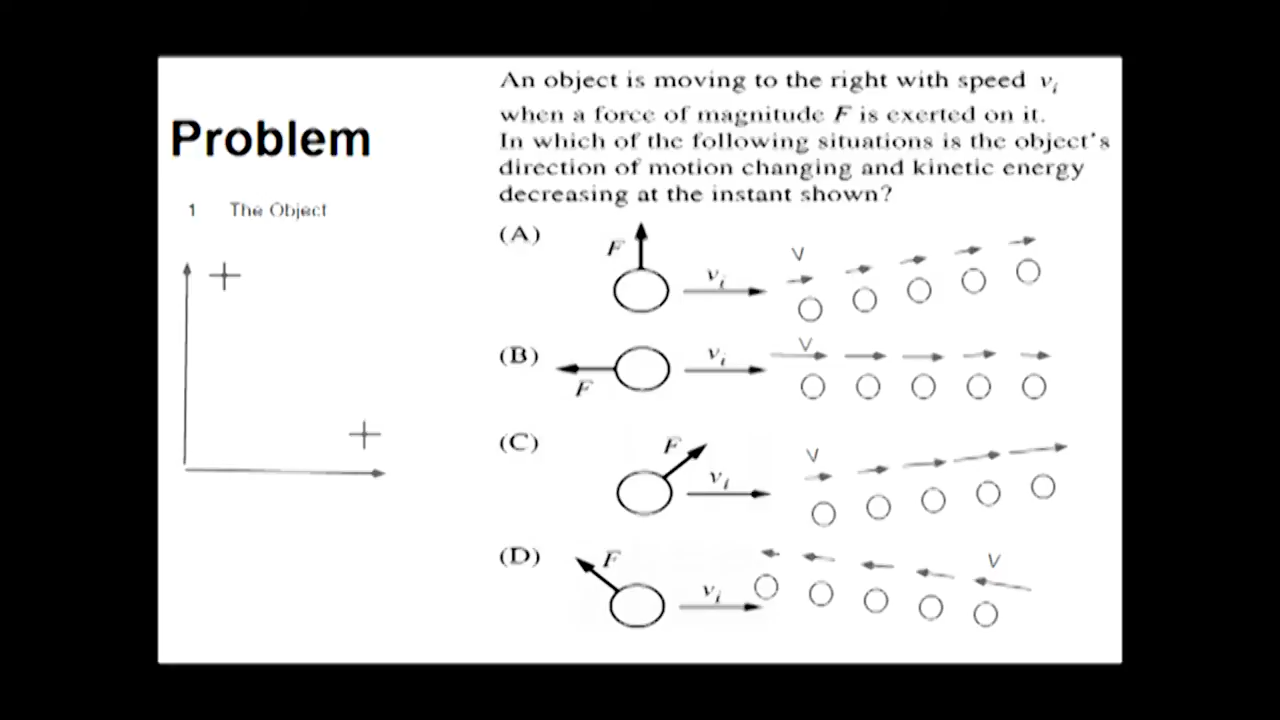 Problem
1 The Object
An object is moving to the right with speed vᵢ
when a force of magnitude F is exerted on it.
In which of the following situations is the object's
direction of motion changing and kinetic energy
decreasing at the instant shown?
(A) F vᵢ V
(B) F vᵢ V
(C) F vᵢ V
(D) F vᵢ V